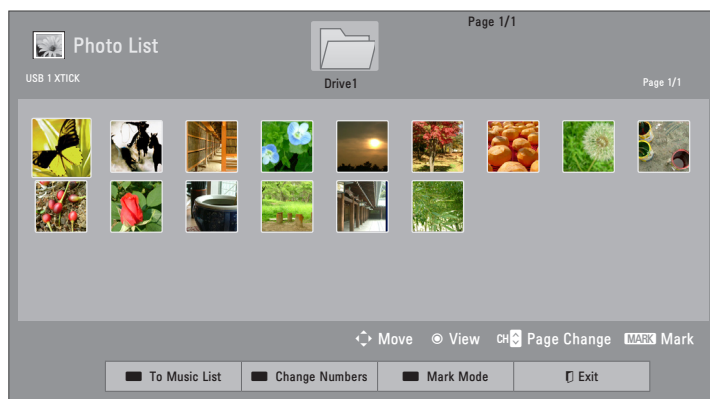 Page 1/1
Photo List
USB 1 XTICK
Drive1
Page 1/1
Move View CH Page Change MARK Mark
To Music List Change Numbers Mark Mode Exit